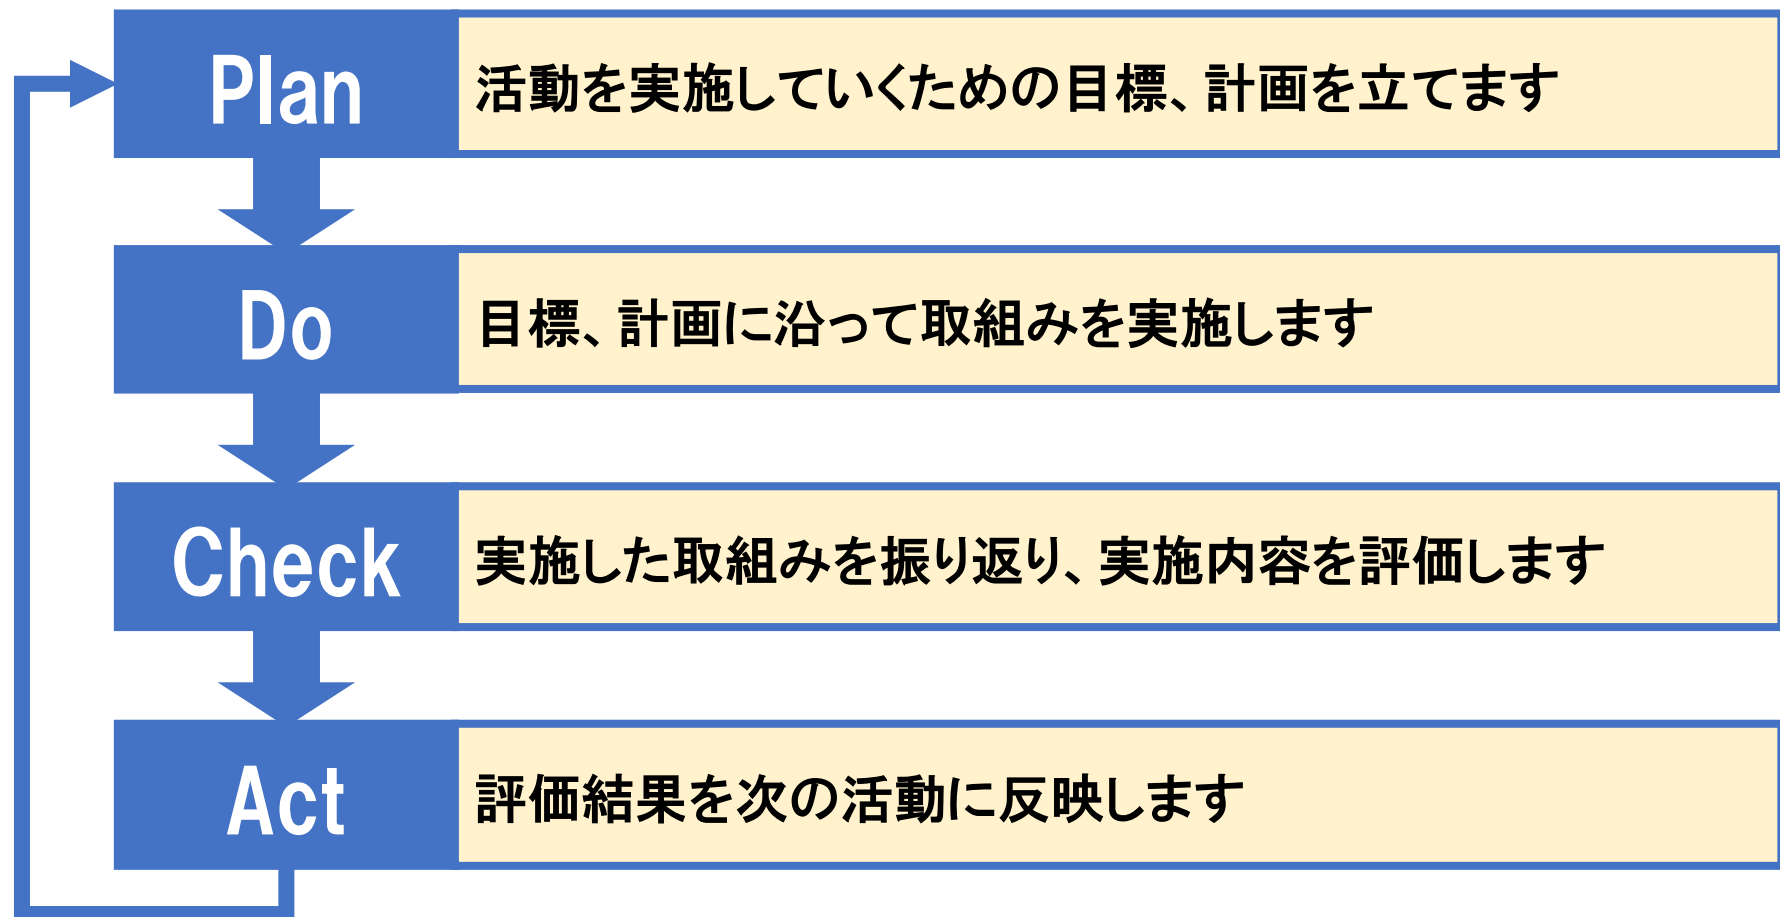 Plan
活動を実施していくための目標、計画を立てます
Do
目標、計画に沿って取組みを実施します
Check
実施した取組みを振り返り、実施内容を評価します
Act
評価結果を次の活動に反映します